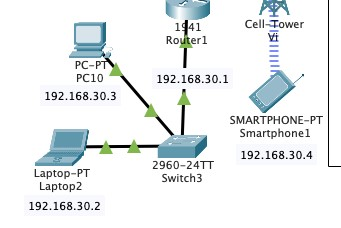 1941
Router1
Cell-Tower
Vi
PC-PT
PC10
192.168.30.3
192.168.30.1
SMARTPHONE-PT
Smartphone1
192.168.30.4
Laptop-PT
Laptop2
192.168.30.2
2960-24TT
Switch3